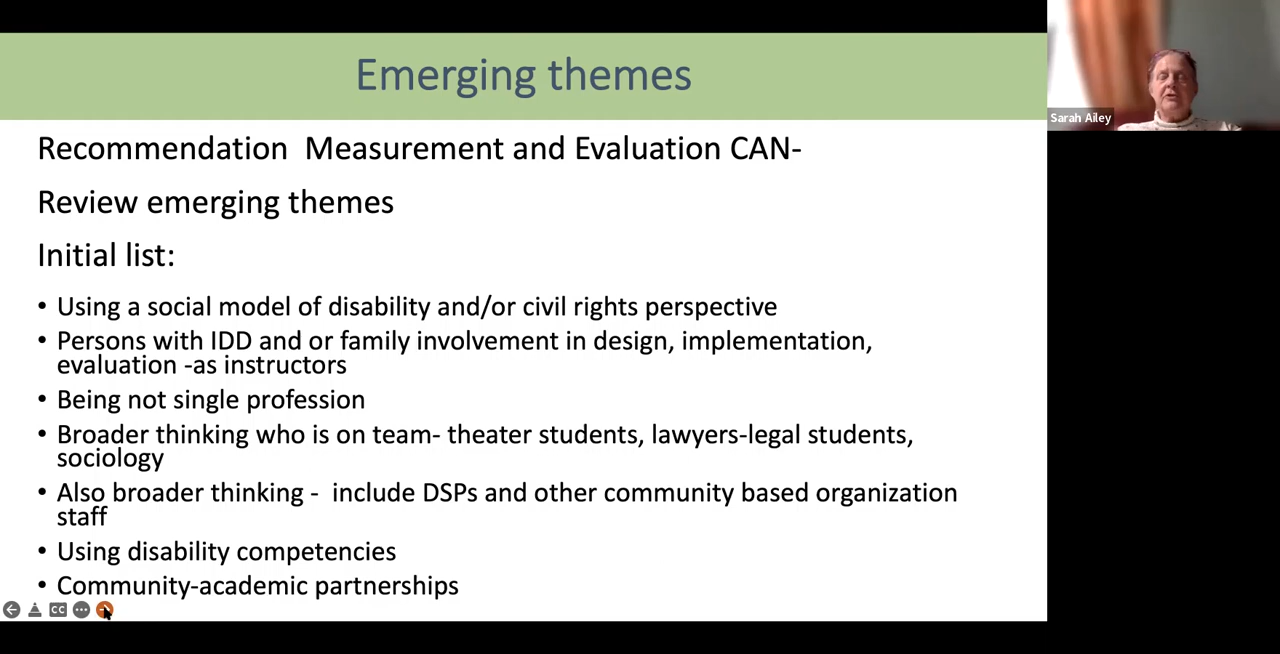 Emerging themes
Sarah Ailey
Recommendation  Measurement and Evaluation CAN-
Review emerging themes
Initial list:
• Using a social model of disability and/or civil rights perspective
• Persons with IDD and or family involvement in design, implementation,
evaluation -as instructors
• Being not single profession
• Broader thinking who is on team- theater students, lawyers-legal students,
sociology
• Also broader thinking -  include DSPs and other community based organization
staff
• Using disability competencies
• Community-academic partnerships
CC